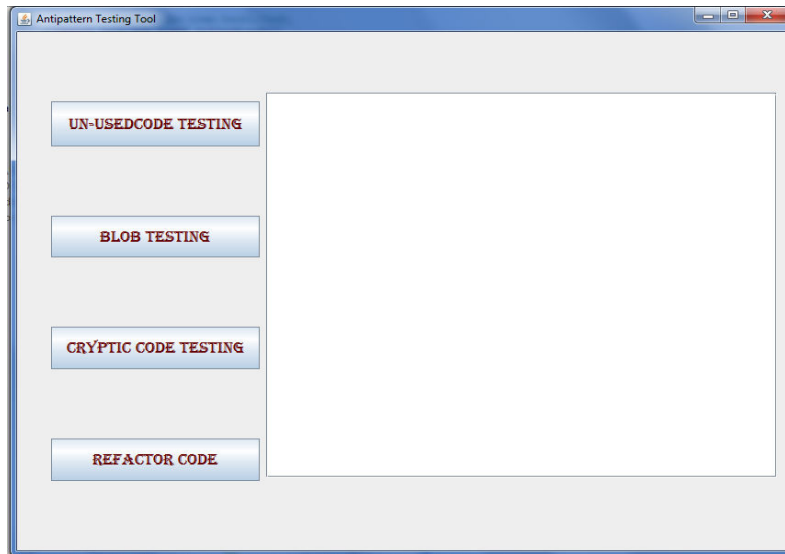 Antipattern Testing Tool
UN-USEDCODE TESTING
BLOB TESTING
CRYPTIC CODE TESTING
REFACTOR CODE